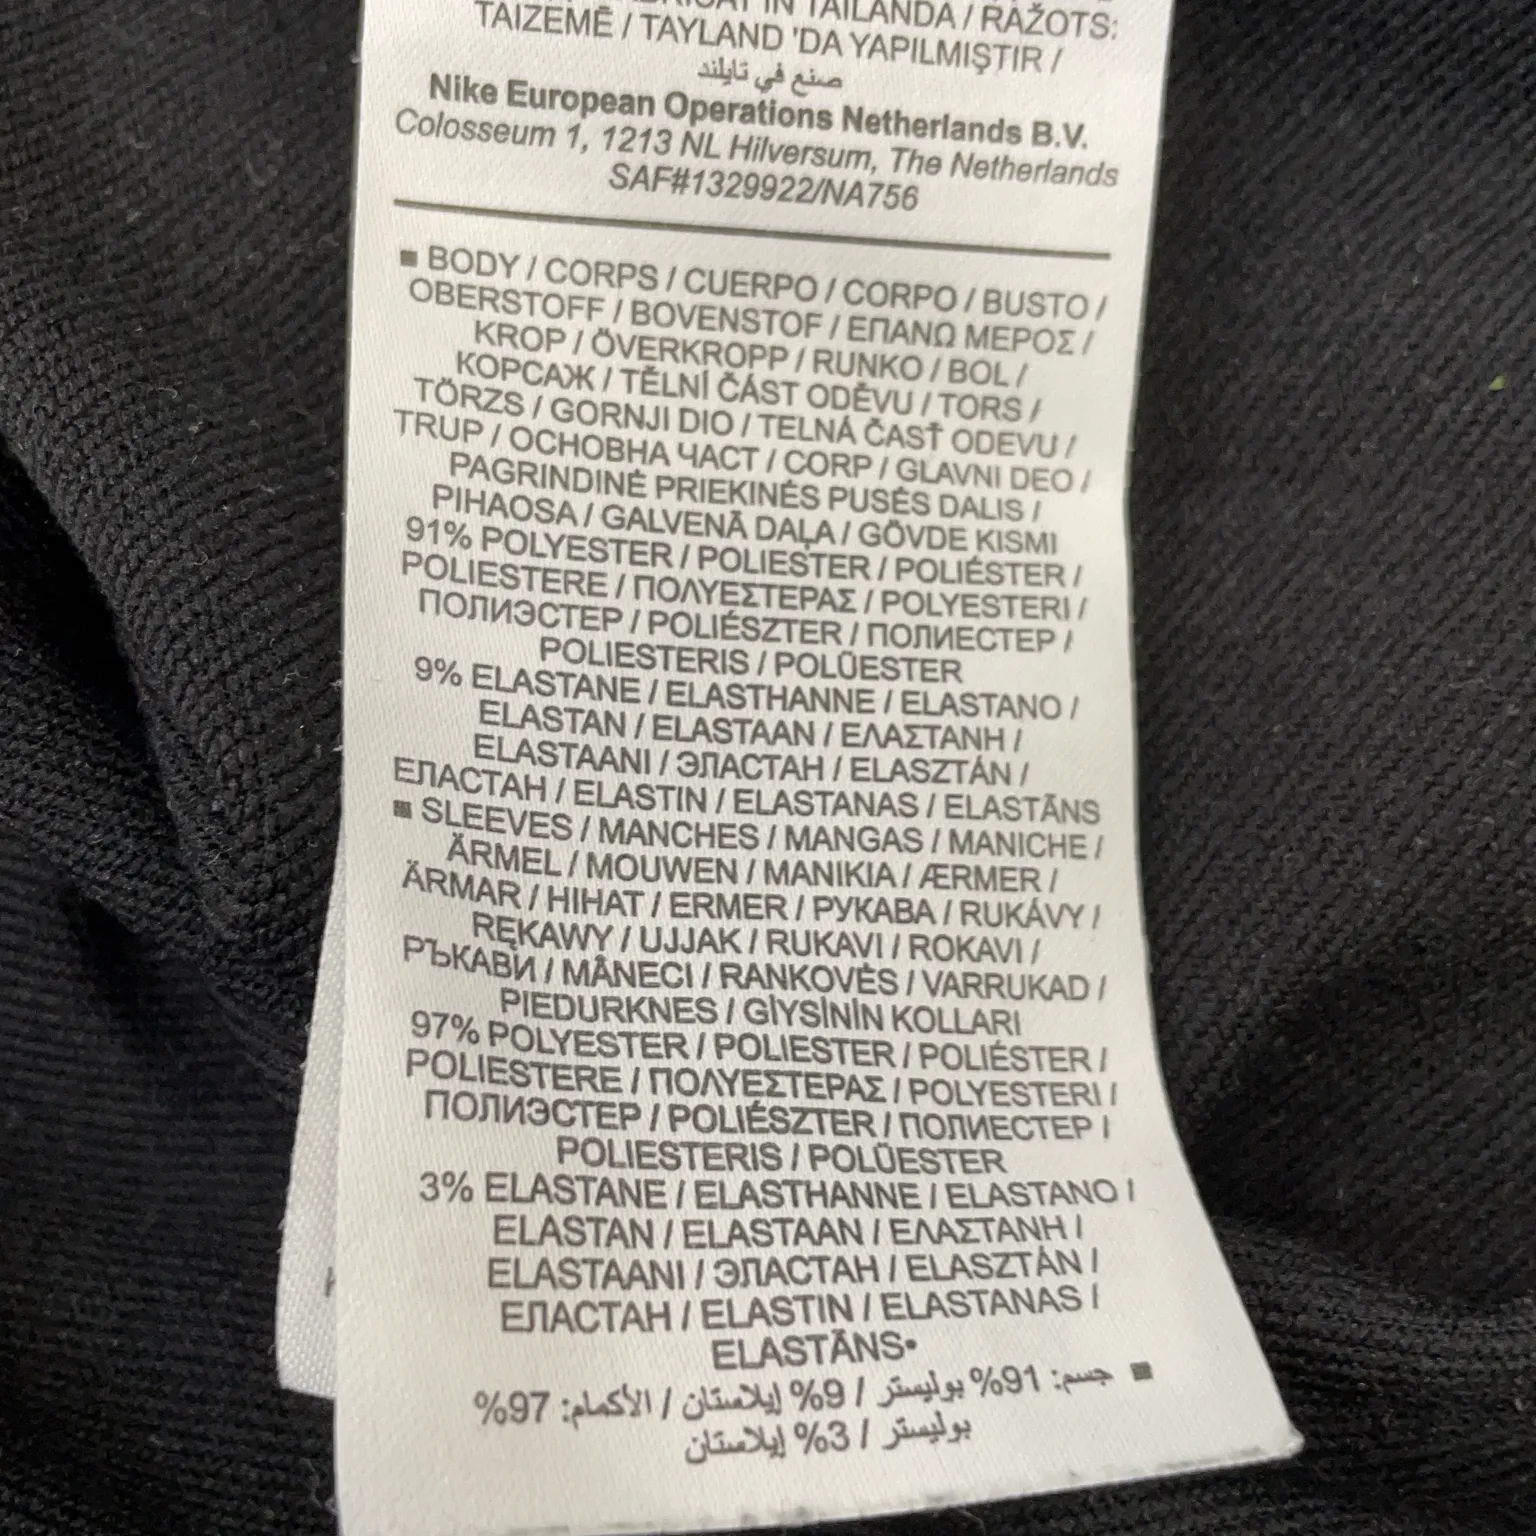 IN TAILANDA / RAŽOTS:
TAIZEMĒ / TAYLAND 'DA YAPILMIŞTIR /
صنع في تايلند
Nike European Operations Netherlands B.V.
Colosseum 1, 1213 NL Hilversum, The Netherlands
SAF#1329922/NA756
■ BODY / CORPS / CUERPO / CORPO / BUSTO /
OBERSTOFF / BOVENSTOF / ΕΠΑΝΩ ΜΕΡΟΣ /
KROP / ÖVERKROPP / RUNKO / BOL /
КОРСАЖ / TĚLNÍ ČÁST ODĚVU / TORS /
TÖRZS / GORNJI DIO / TELNÁ ČASŤ ODEVU /
TRUP / ОСНОВНА ЧАСТ / CORP / GLAVNI DEO /
PAGRINDINĖ PRIEKINĖS PUSĖS DALIS /
PIHAOSA / GALVENĀ DAĻA / GÖVDE KISMI
91% POLYESTER / POLIESTER / POLIÉSTER /
POLIESTERE / ΠΟΛΥΕΣΤΕΡΑΣ / POLYESTERI /
ПОЛИЭСТЕР / POLIÉSZTER / ПОЛИЕСТЕР /
POLIESTERIS / POLÜESTER
9% ELASTANE / ELASTHANNE / ELASTANO /
ELASTAN / ELASTAAN / ΕΛΑΣΤΑΝΗ /
ELASTAANI / ЭЛАСТАН / ELASZTÁN /
ЕЛАСТАН / ELASTIN / ELASTANAS / ELASTĀNS
■ SLEEVES / MANCHES / MANGAS / MANICHE /
ÄRMEL / MOUWEN / MANIKIA / ÆRMER /
ÄRMAR / HIHAT / ERMER / РУКАВА / RUKÁVY /
RĘKAWY / UJJAK / RUKAVI / ROKAVI /
РЪКАВИ / MÂNECI / RANKOVĖS / VARRUKAD /
PIEDURKNES / GİYSİNİN KOLLARI
97% POLYESTER / POLIESTER / POLIÉSTER /
POLIESTERE / ΠΟΛΥΕΣΤΕΡΑΣ / POLYESTERI /
ПОЛИЭСТЕР / POLIÉSZTER / ПОЛИЕСТЕР /
POLIESTERIS / POLÜESTER
3% ELASTANE / ELASTHANNE / ELASTANO /
ELASTAN / ELASTAAN / ΕΛΑΣΤΑΝΗ /
ELASTAANI / ЭЛАСТАН / ELASZTÁN /
ЕЛАСТАН / ELASTIN / ELASTANAS /
ELASTĀNS•
■ جسم: 91% بوليستر / 9% إيلاستان / الأكمام: 97%
بوليستر / 3% إيلاستان